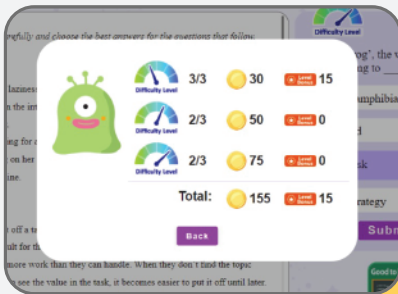 refully and choose the best answers for the questions that follow.
Difficulty Level
og', the v
ng to
laziness
n the int
mphibia
ing for a
on her
ine.
sk
rategy
Difficulty Level 3/3 30 Level Bonus 15
Difficulty Level 2/3 50 Level Bonus 0
Difficulty Level 2/3 75 Level Bonus 0
Total: 155 Level Bonus 15
Back
Subm
t off a ta
ult for th
more work than they can handle. When they don't find the topic
n see the value in the task, it becomes easier to put it off until later.
Good to